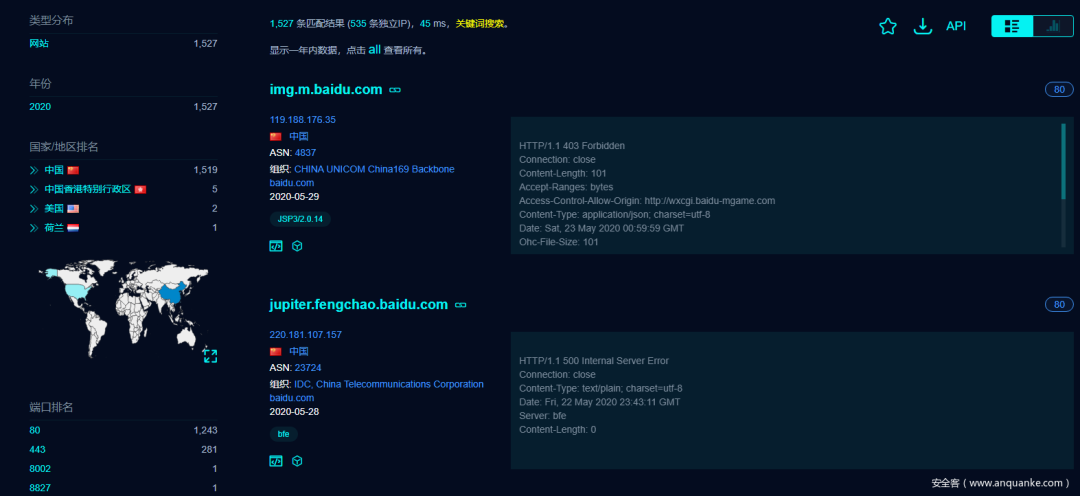 类型分布
网站 1,527
年份
2020 1,527
国家/地区排名
中国 1,519
中国香港特别行政区 5
美国 2
荷兰 1
端口排名
80 1,243
443 281
8002 1
8827 1
1,527 条匹配结果 (535 条独立IP)，45 ms，关键词搜索。
显示一年内数据，点击 all 查看所有。
API
img.m.baidu.com
80
119.188.176.35
中国
ASN: 4837
组织: CHINA UNICOM China169 Backbone
baidu.com
2020-05-29
JSP3/2.0.14
HTTP/1.1 403 Forbidden
Connection: close
Content-Length: 101
Accept-Ranges: bytes
Access-Control-Allow-Origin: http://wxcgi.baidu-mgame.com
Content-Type: application/json; charset=utf-8
Date: Sat, 23 May 2020 00:59:59 GMT
Ohc-File-Size: 101
jupiter.fengchao.baidu.com
80
220.181.107.157
中国
ASN: 23724
组织: IDC, China Telecommunications Corporation
baidu.com
2020-05-28
bfe
HTTP/1.1 500 Internal Server Error
Connection: close
Content-Type: text/plain; charset=utf-8
Date: Fri, 22 May 2020 23:43:11 GMT
Server: bfe
Content-Length: 0
安全客（www.anquanke.com）